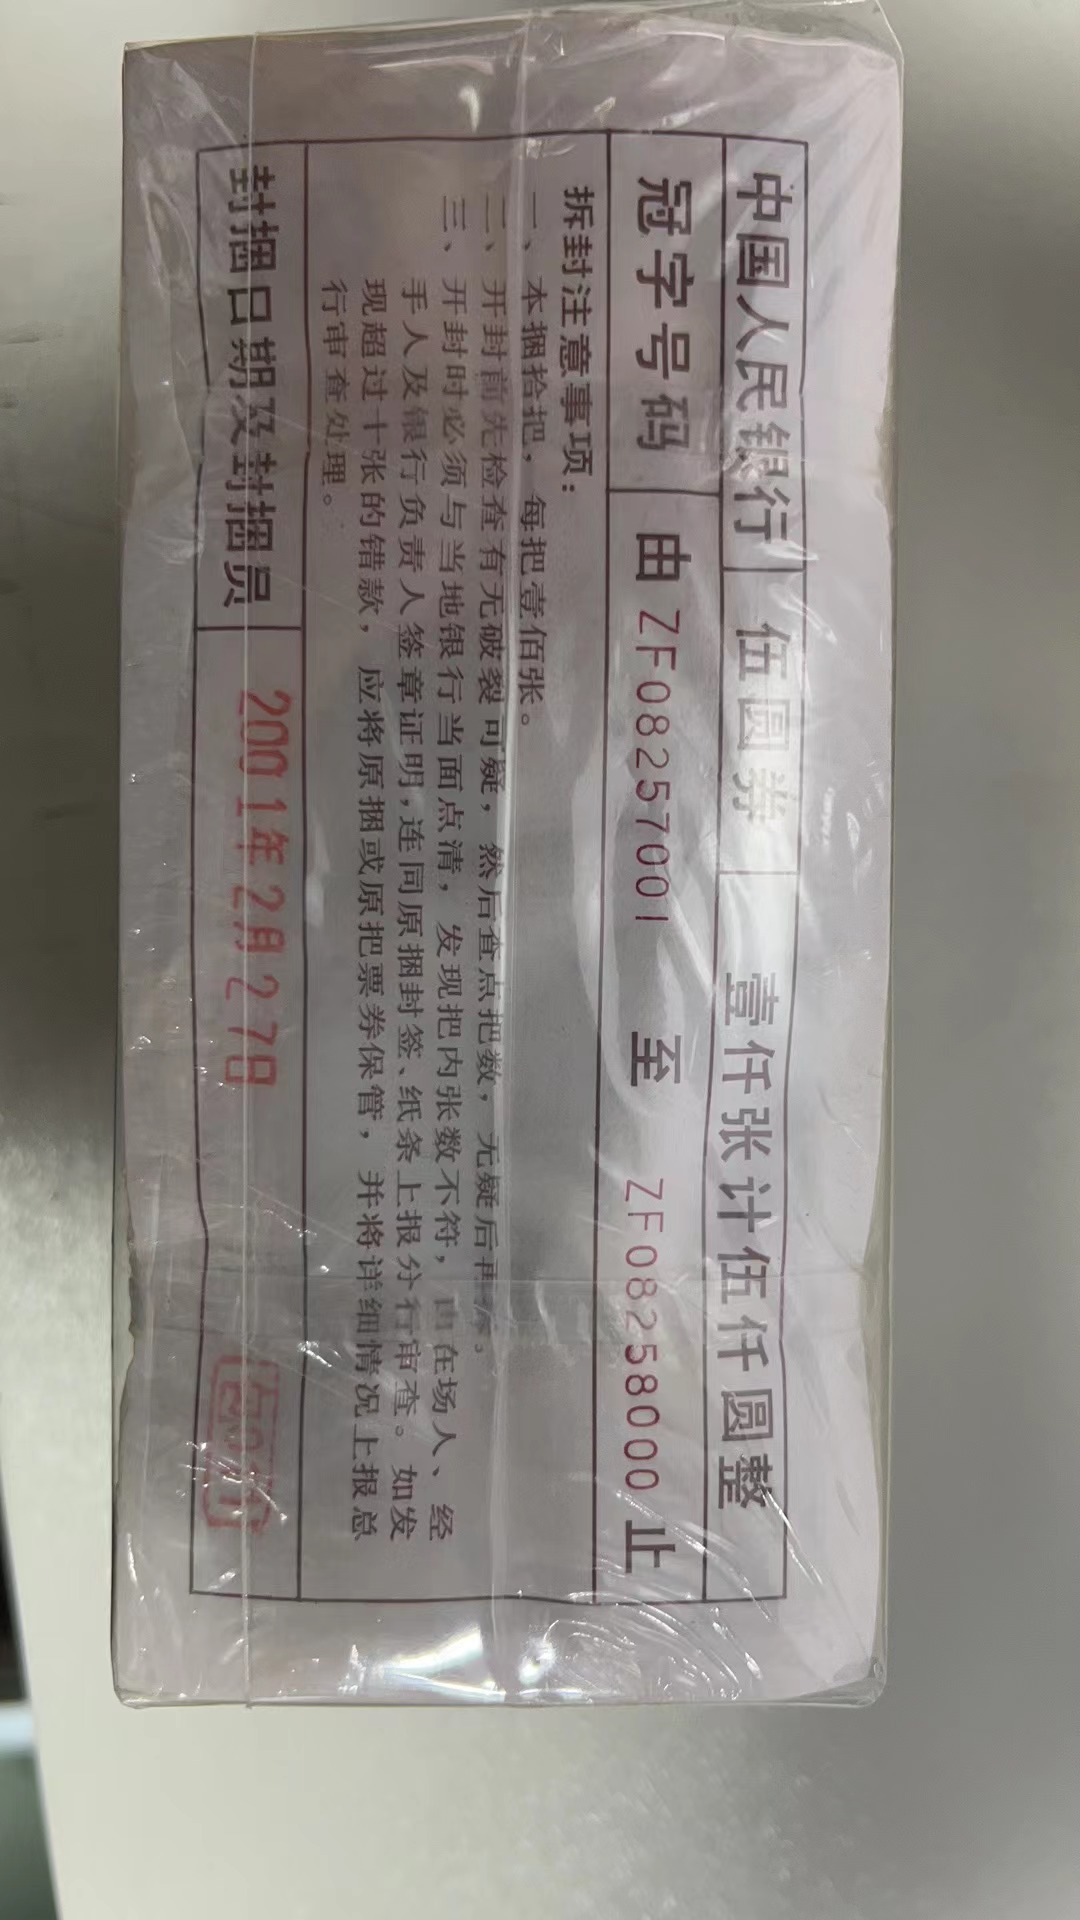 中国人民银行 伍圆券 壹仟张计伍仟圆整
冠字号码 由 ZF08257001 至 ZF08258000 止
拆封注意事项：
一、本捆拾把，每把壹佰张。
二、开封前先检查有无破裂可疑，然后查点把数，无疑后再拆。
三、开封时必须与当地银行当面点清，发现把内张数不符，由在场人、经
手人及银行负责人签章证明，连同原捆封签、纸条上报分行审查。如发
现超过十张的错款，应将原捆或原把票券保管，并将详细情况上报总
行审查处理。
封捆日期及封捆员 2001年2月27日